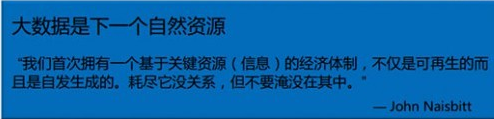 大数据是下一个自然资源
“我们首次拥有一个基于关键资源（信息）的经济体制，不仅是可再生的而
且是自发生成的。耗尽它没关系，但不要淹没在其中。”
— John Naisbitt